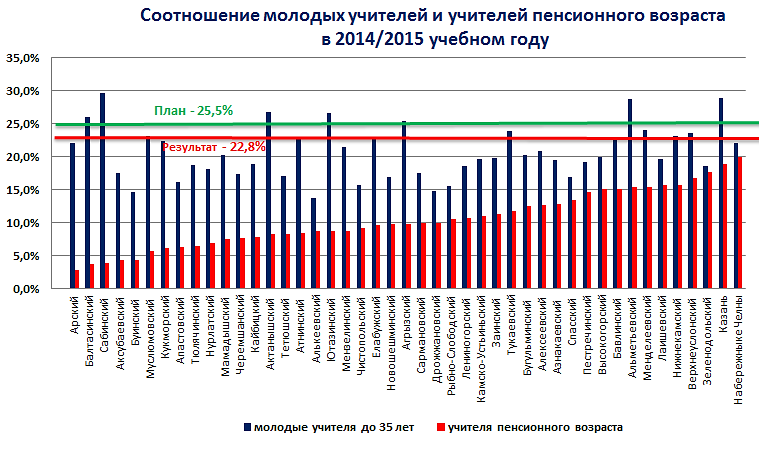 Соотношение молодых учителей и учителей пенсионного возраста
в 2014/2015 учебном году
35,0%
30,0%
25,0%
20,0%
15,0%
10,0%
5,0%
0,0%
План - 25,5%
Результат - 22,8%
Арский
Балтасинский
Сабинский
Аксубаевский
Буинский
Муслюмовский
Кукморский
Апастовский
Тюлячинский
Нурлатский
Мамадышский
Черемшанский
Кайбицкий
Актанышский
Тетюшский
Атнинский
Алькеевский
Ютазинский
Мензелинский
Чистопольский
Елабужский
Новошешминский
Агрызский
Сармановский
Дрожжановский
Рыбно-Слободский
Лениногорский
Камско-Устьинский
Заинский
Тукаевский
Бугульминский
Алексеевский
Азнакаевский
Спасский
Пестречинский
Высокогорский
Бавлинский
Альметьевский
Менделеевский
Лаишевский
Нижнекамский
Верхнеуслонский
Зеленодольский
Казань
Набережные Челны
молодые учителя до 35 лет
учителя пенсионного возраста